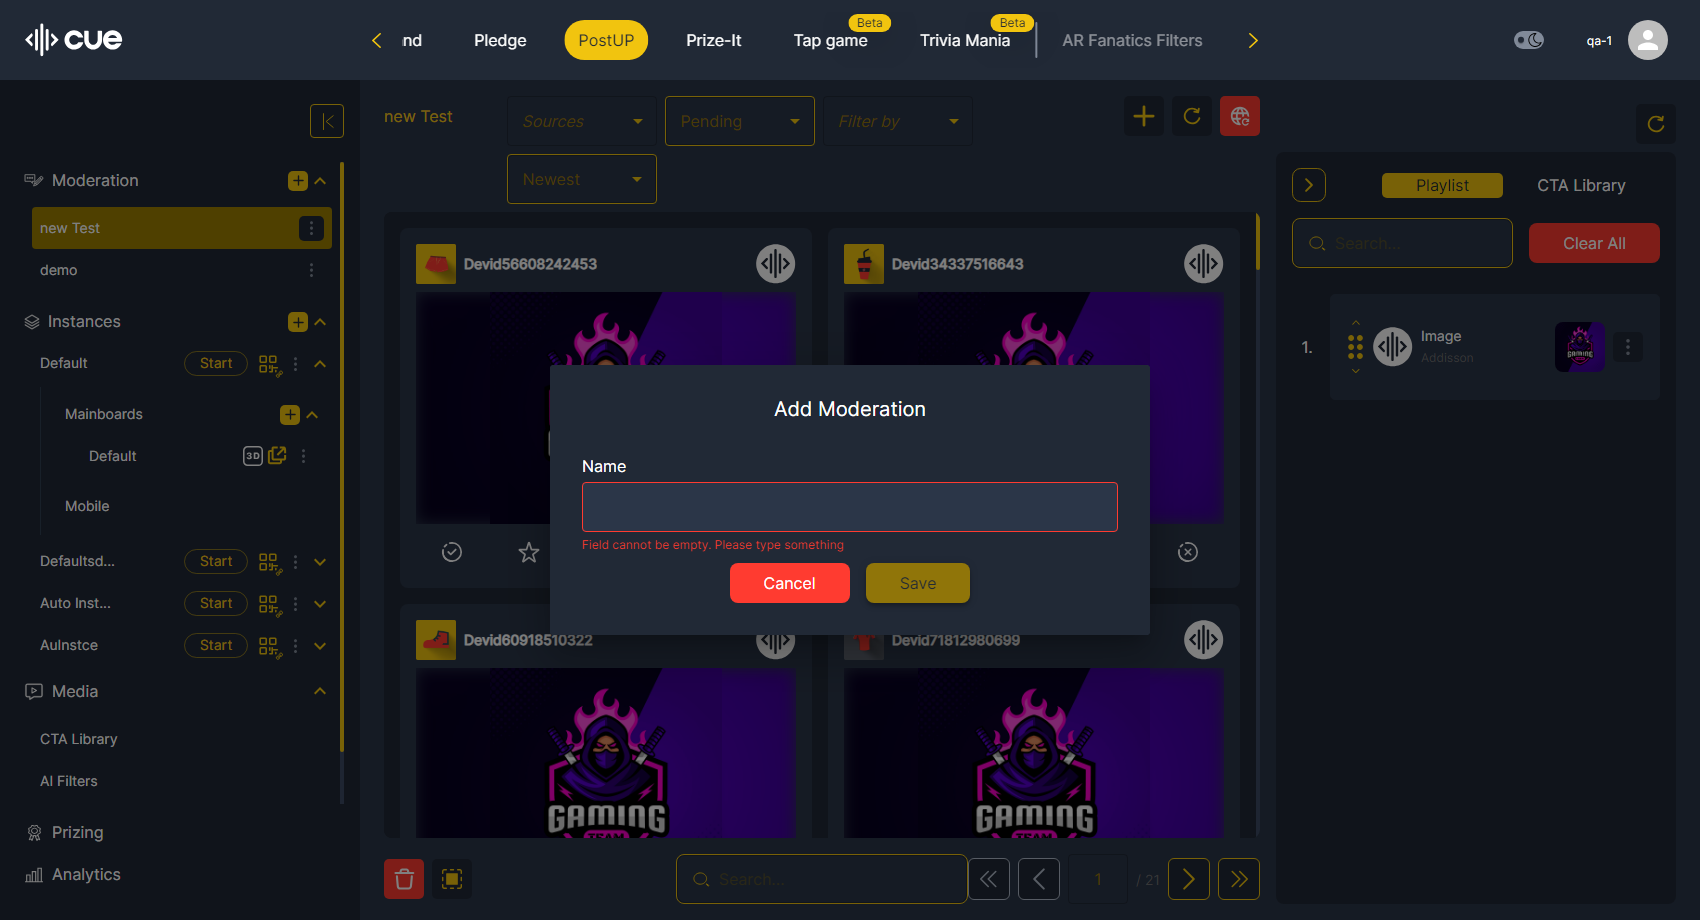 cue
nd
Pledge
PostUP
Prize-It
Beta
Tap game
Beta
Trivia Mania
AR Fanatics Filters
qa-1
Moderation
new Test
demo
Instances
Default
Start
Mainboards
Default
3D
Mobile
Defaultsd...
Start
Auto Inst...
Start
AuInstce
Start
Media
CTA Library
AI Filters
Prizing
Analytics
new Test
Sources
Pending
Filter by
Newest
Devid56608242453
Devid34337516643
Add Moderation
Name
Field cannot be empty. Please type something
Cancel
Save
Devid60918510322
Devid71812980699
GAMING
TEAM
GAMING
TEAM
Search...
1
/ 21
Playlist
CTA Library
Search...
Clear All
1.
Image
Addisson
GAMING